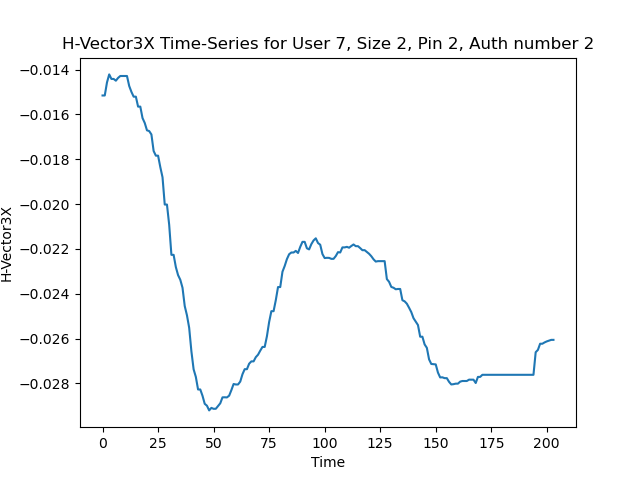 H-Vector3X Time-Series for User 7, Size 2, Pin 2, Auth number 2
−0.014
−0.016
−0.018
−0.020
−0.022
−0.024
−0.026
−0.028
H-Vector3X
0 25 50 75 100 125 150 175 200
Time